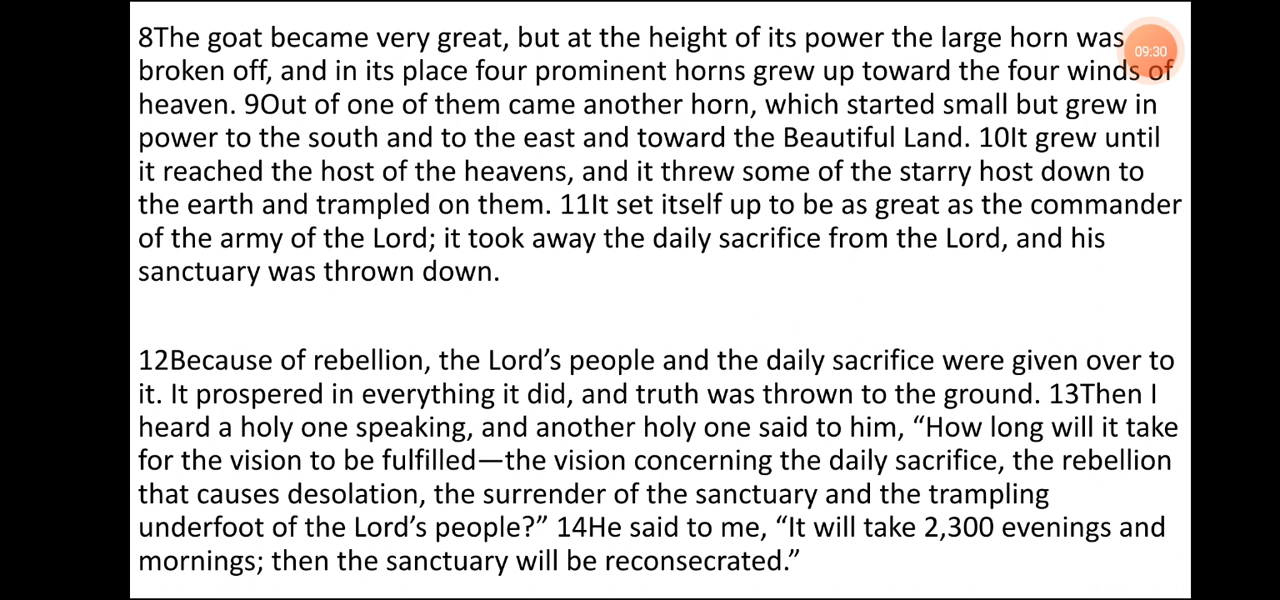 8The goat became very great, but at the height of its power the large horn was
09:30
broken off, and in its place four prominent horns grew up toward the four winds of
heaven. 9Out of one of them came another horn, which started small but grew in
power to the south and to the east and toward the Beautiful Land. 10It grew until
it reached the host of the heavens, and it threw some of the starry host down to
the earth and trampled on them. 11It set itself up to be as great as the commander
of the army of the Lord; it took away the daily sacrifice from the Lord, and his
sanctuary was thrown down.
12Because of rebellion, the Lord’s people and the daily sacrifice were given over to
it. It prospered in everything it did, and truth was thrown to the ground. 13Then I
heard a holy one speaking, and another holy one said to him, “How long will it take
for the vision to be fulfilled—the vision concerning the daily sacrifice, the rebellion
that causes desolation, the surrender of the sanctuary and the trampling
underfoot of the Lord’s people?” 14He said to me, “It will take 2,300 evenings and
mornings; then the sanctuary will be reconsecrated.”